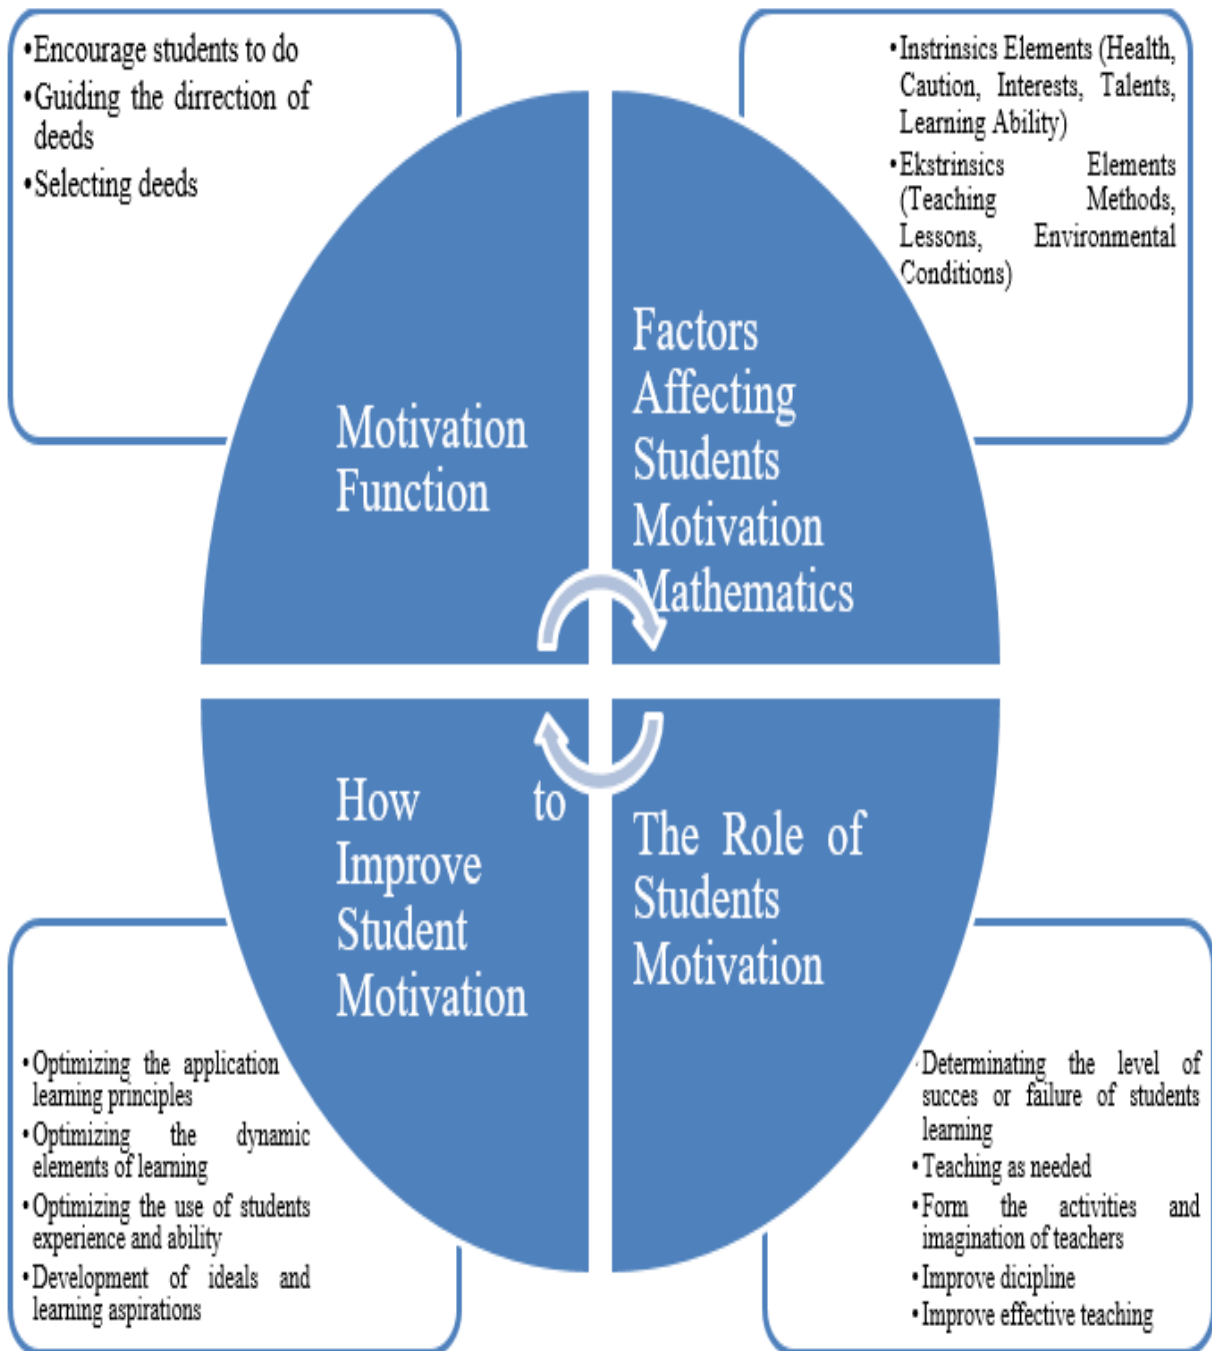 •Encourage students to do
•Guiding the dirrection of
deeds
•Selecting deeds
•Instrinsics Elements (Health,
Caution, Interests, Talents,
Learning Ability)
•Ekstrinsics Elements
(Teaching Methods,
Lessons, Environmental
Conditions)
Motivation
Function
Factors
Affecting
Students
Motivation
Mathematics
How to
Improve
Student
Motivation
The Role of
Students
Motivation
•Optimizing the application
learning principles
•Optimizing the dynamic
elements of learning
•Optimizing the use of students
experience and ability
•Development of ideals and
learning aspirations
•Determinating the level of
succes or failure of students
learning
•Teaching as needed
•Form the activities and
imagination of teachers
•Improve dicipline
•Improve effective teaching